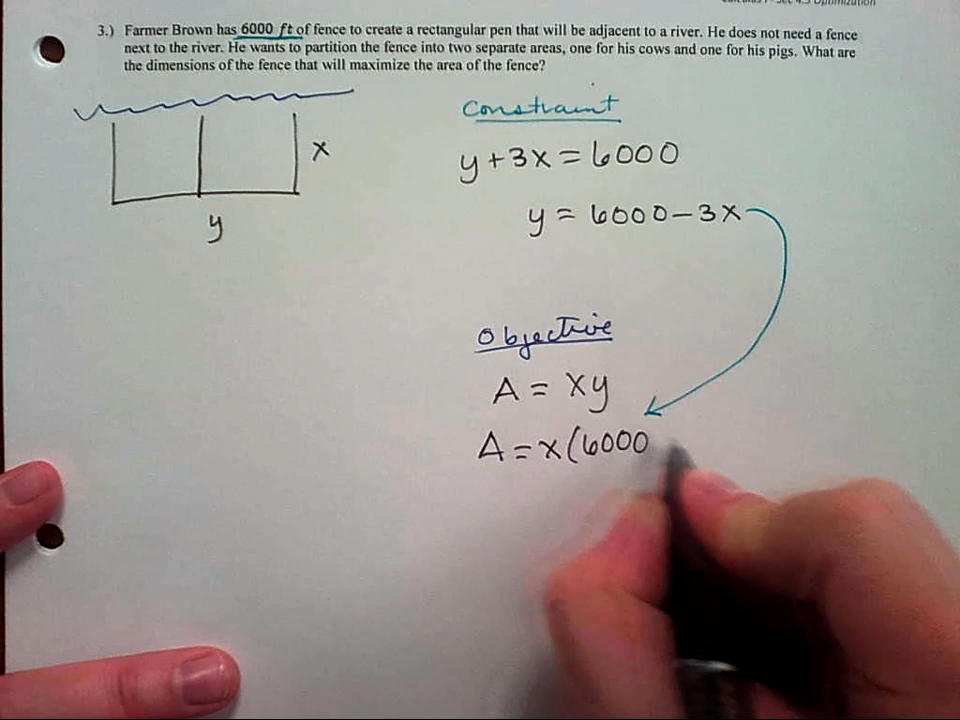 Optimization
3.) Farmer Brown has 6000 ft of fence to create a rectangular pen that will be adjacent to a river. He does not need a fence
next to the river. He wants to partition the fence into two separate areas, one for his cows and one for his pigs. What are
the dimensions of the fence that will maximize the area of the fence?
x
y
Constraint
y + 3x = 6000
y = 6000 - 3x
Objective
A = xy
A = x(6000